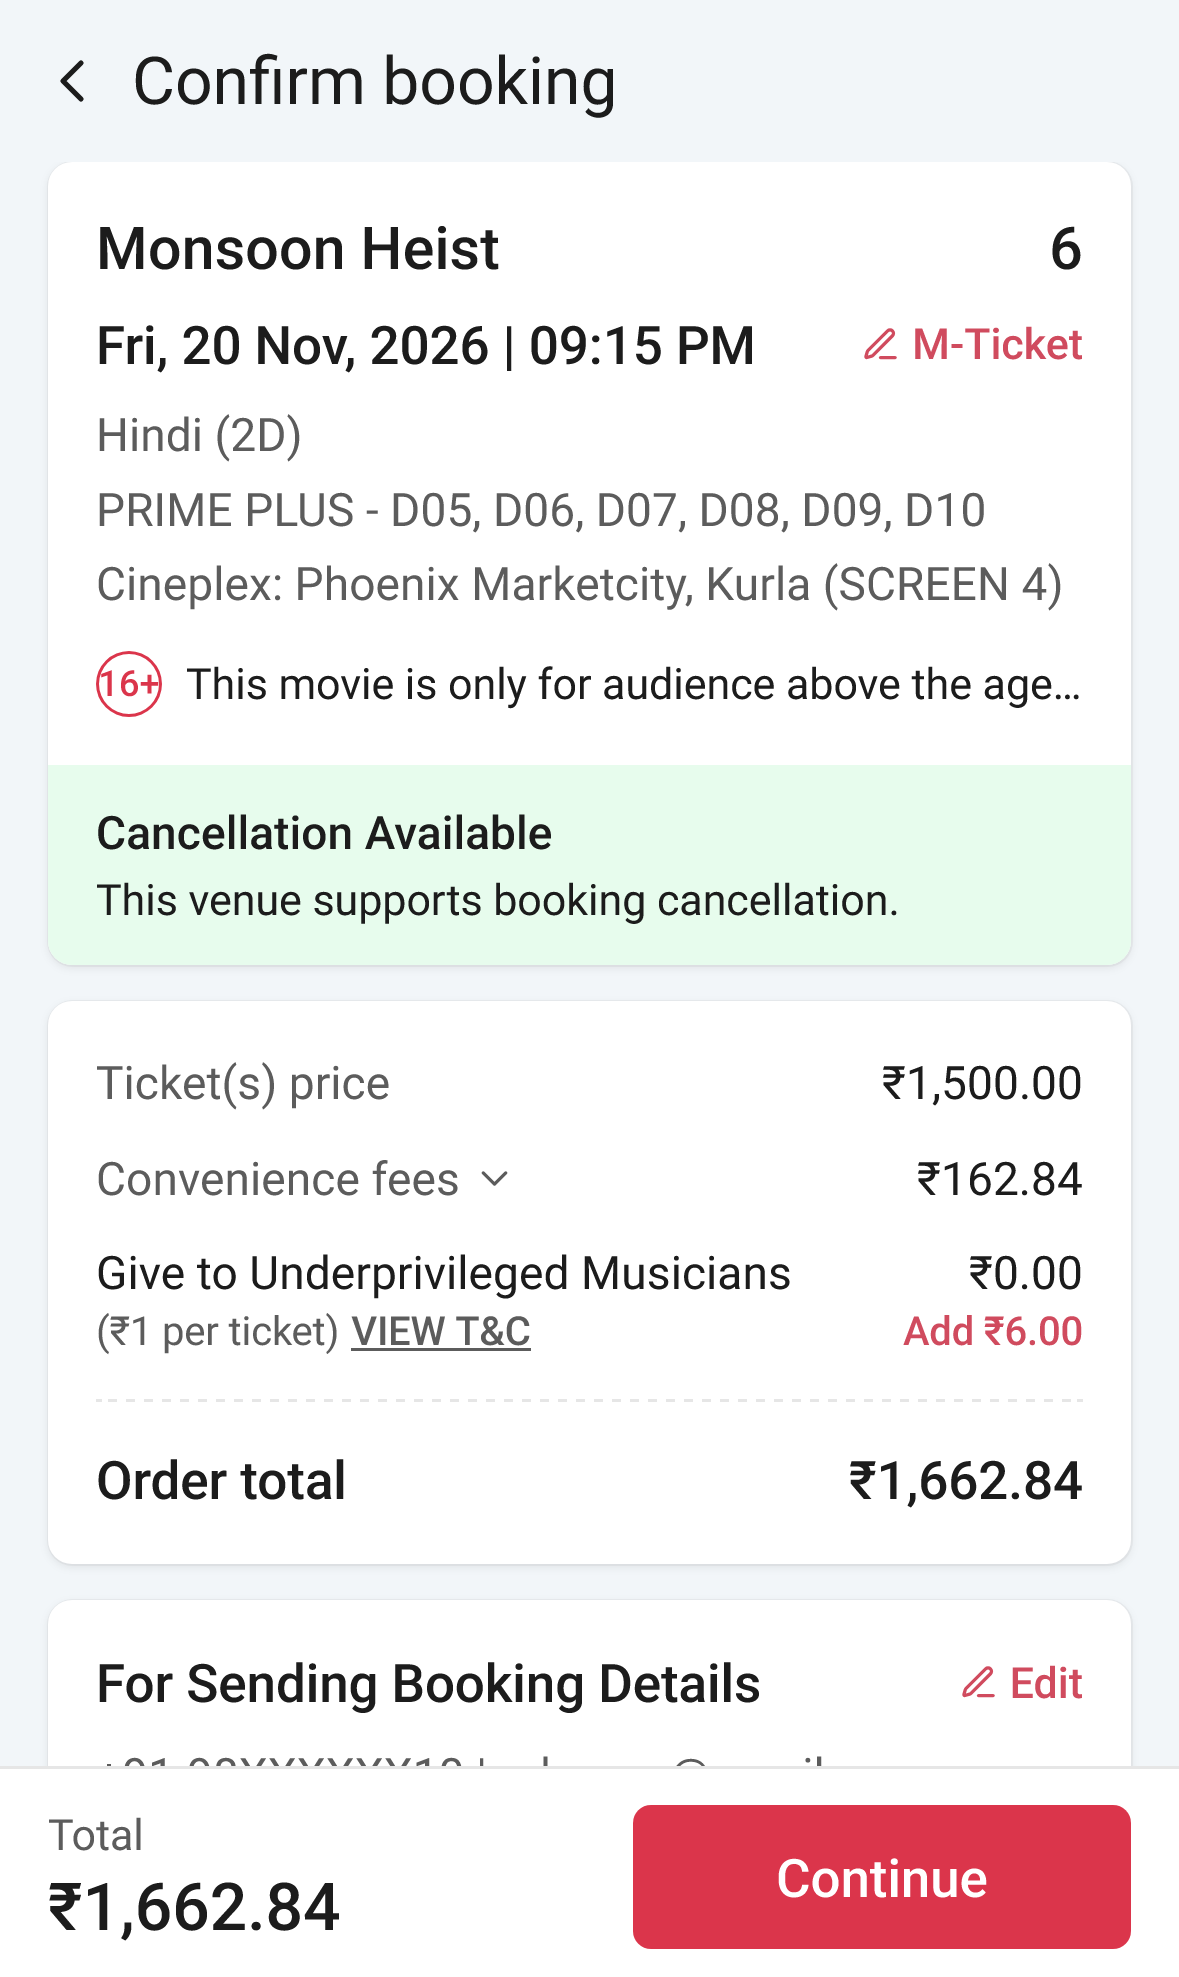 Confirm booking
Monsoon Heist 6
Fri, 20 Nov, 2026 | 09:15 PM M-Ticket
Hindi (2D)
PRIME PLUS - D05, D06, D07, D08, D09, D10
Cineplex: Phoenix Marketcity, Kurla (SCREEN 4)
16+ This movie is only for audience above the age...
Cancellation Available
This venue supports booking cancellation.
Ticket(s) price ₹1,500.00
Convenience fees ₹162.84
Give to Underprivileged Musicians ₹0.00
(₹1 per ticket) VIEW T&C Add ₹6.00
Order total ₹1,662.84
For Sending Booking Details Edit
Total
₹1,662.84 Continue